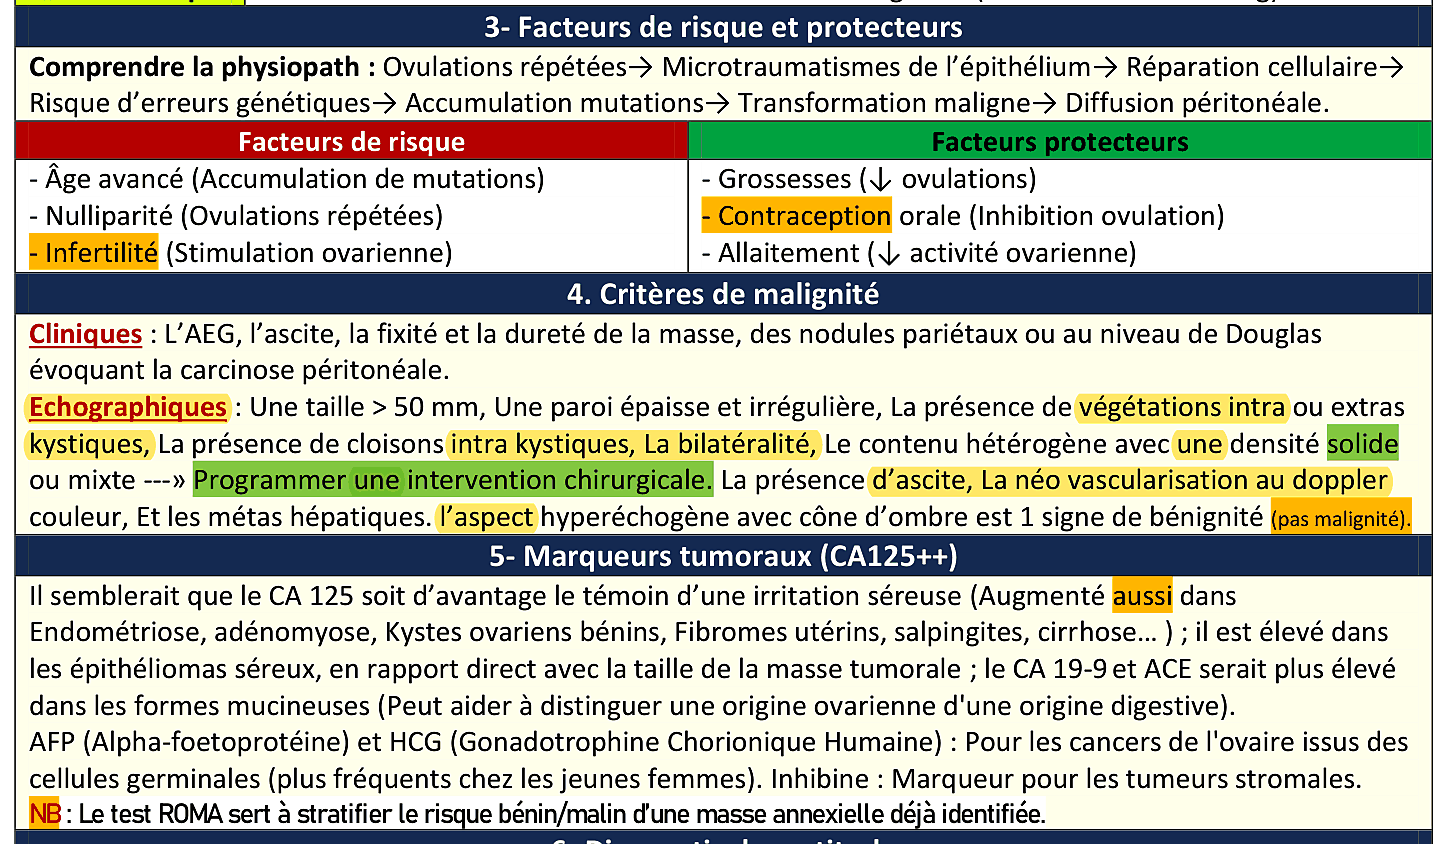 3- Facteurs de risque et protecteurs
Comprendre la physiopath : Ovulations répétées→ Microtraumatismes de l’épithélium→ Réparation cellulaire→
Risque d’erreurs génétiques→ Accumulation mutations→ Transformation maligne→ Diffusion péritonéale.
Facteurs de risque
- Âge avancé (Accumulation de mutations)
- Nulliparité (Ovulations répétées)
- Infertilité (Stimulation ovarienne)
Facteurs protecteurs
- Grossesses (↓ ovulations)
- Contraception orale (Inhibition ovulation)
- Allaitement (↓ activité ovarienne)
4. Critères de malignité
Cliniques : L’AEG, l’ascite, la fixité et la dureté de la masse, des nodules pariétaux ou au niveau de Douglas
évoquant la carcinose péritonéale.
Echographiques : Une taille > 50 mm, Une paroi épaisse et irrégulière, La présence de végétations intra ou extras
kystiques, La présence de cloisons intra kystiques, La bilatéralité, Le contenu hétérogène avec une densité solide
ou mixte ---» Programmer une intervention chirurgicale. La présence d’ascite, La néo vascularisation au doppler
couleur, Et les métas hépatiques. l’aspect hyperéchogène avec cône d’ombre est 1 signe de bénignité (pas malignité).
5- Marqueurs tumoraux (CA125++)
Il semblerait que le CA 125 soit d’avantage le témoin d’une irritation séreuse (Augmenté aussi dans
Endométriose, adénomyose, Kystes ovariens bénins, Fibromes utérins, salpingites, cirrhose... ) ; il est élevé dans
les épithéliomas séreux, en rapport direct avec la taille de la masse tumorale ; le CA 19-9 et ACE serait plus élevé
dans les formes mucineuses (Peut aider à distinguer une origine ovarienne d'une origine digestive).
AFP (Alpha-foetoprotéine) et HCG (Gonadotrophine Chorionique Humaine) : Pour les cancers de l'ovaire issus des
cellules germinales (plus fréquents chez les jeunes femmes). Inhibine : Marqueur pour les tumeurs stromales.
NB : Le test ROMA sert à stratifier le risque bénin/malin d'une masse annexielle déjà identifiée.